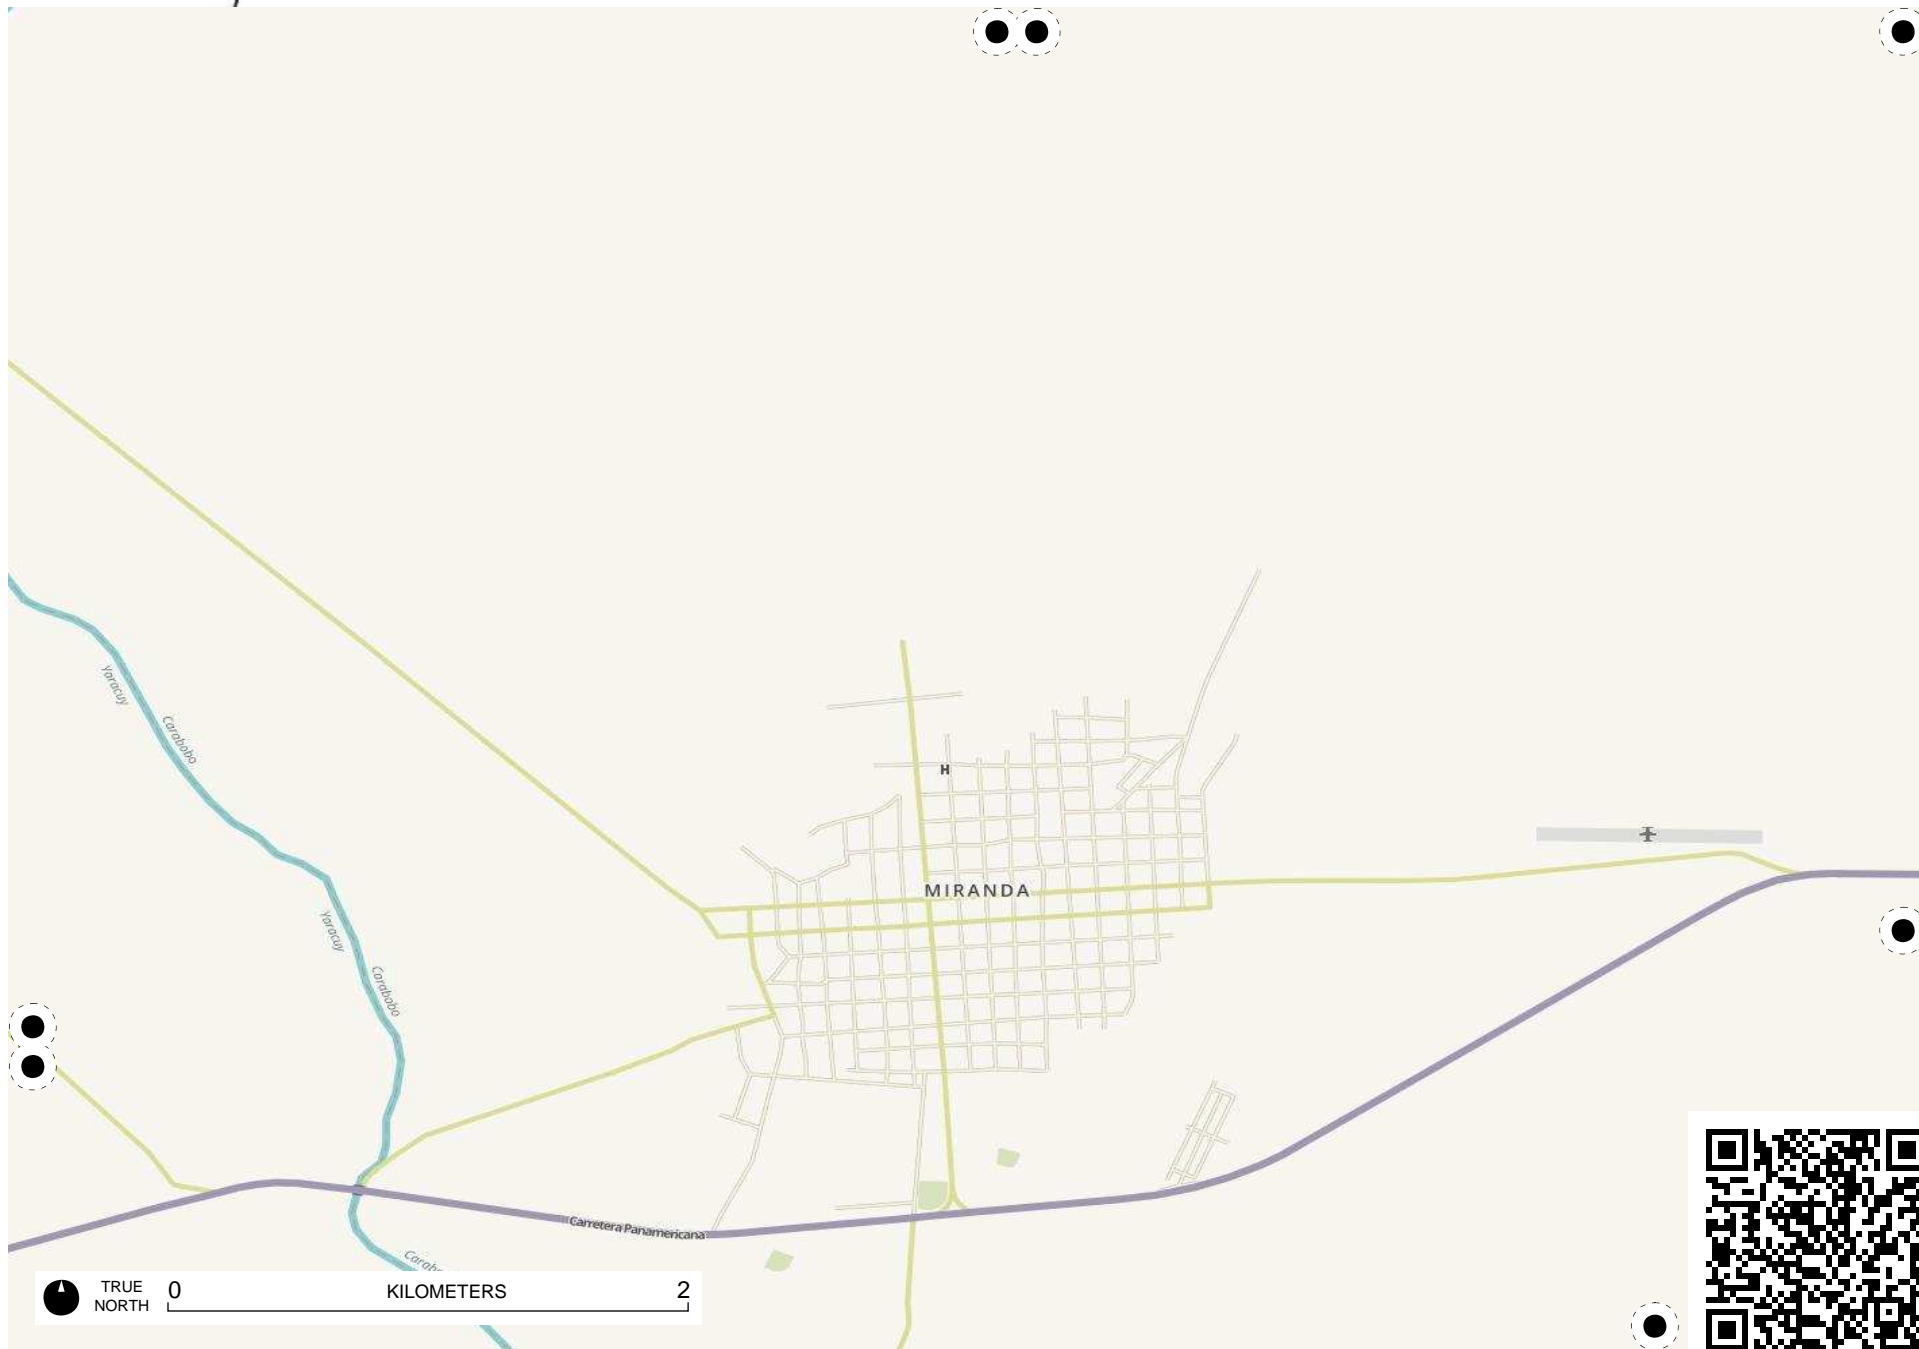 Yaracuy
Carabobo
H
MIRANDA
Yaracuy
Carabobo
Carretera Panamericana
TRUE
NORTH
0 KILOMETERS 2